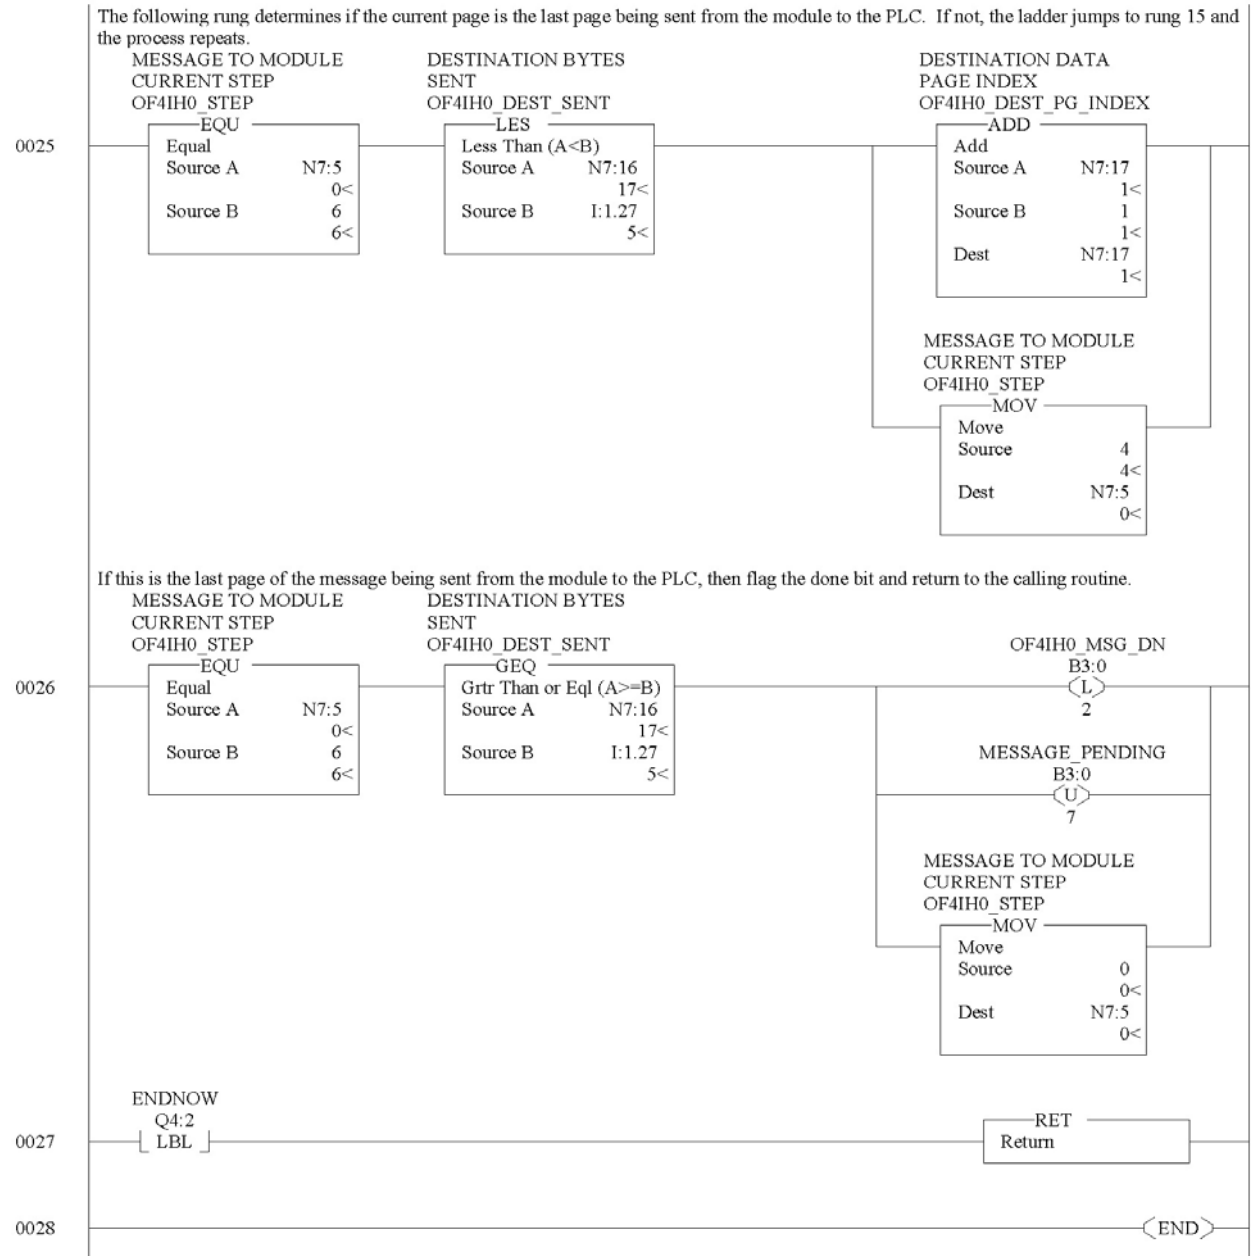 The following rung determines if the current page is the last page being sent from the module to the PLC.  If not, the ladder jumps to rung 15 and
the process repeats.
MESSAGE TO MODULE
CURRENT STEP
OF4IH0_STEP
DESTINATION BYTES
SENT
OF4IH0_DEST_SENT
DESTINATION DATA
PAGE INDEX
OF4IH0_DEST_PG_INDEX
0025
EQU
Equal
Source A N7:5
0<
Source B 6
6<
LES
Less Than (A<B)
Source A N7:16
17<
Source B I:1.27
5<
ADD
Add
Source A N7:17
1<
Source B 1
1<
Dest N7:17
1<
MESSAGE TO MODULE
CURRENT STEP
OF4IH0_STEP
MOV
Move
Source 4
4<
Dest N7:5
0<
If this is the last page of the message being sent from the module to the PLC, then flag the done bit and return to the calling routine.
MESSAGE TO MODULE
CURRENT STEP
OF4IH0_STEP
DESTINATION BYTES
SENT
OF4IH0_DEST_SENT
0026
EQU
Equal
Source A N7:5
0<
Source B 6
6<
GEQ
Grtr Than or Eql (A>=B)
Source A N7:16
17<
Source B I:1.27
5<
OF4IH0_MSG_DN
B3:0
L
2
MESSAGE_PENDING
B3:0
U
7
MESSAGE TO MODULE
CURRENT STEP
OF4IH0_STEP
MOV
Move
Source 0
0<
Dest N7:5
0<
ENDNOW
Q4:2
0027
LBL
RET
Return
0028
END